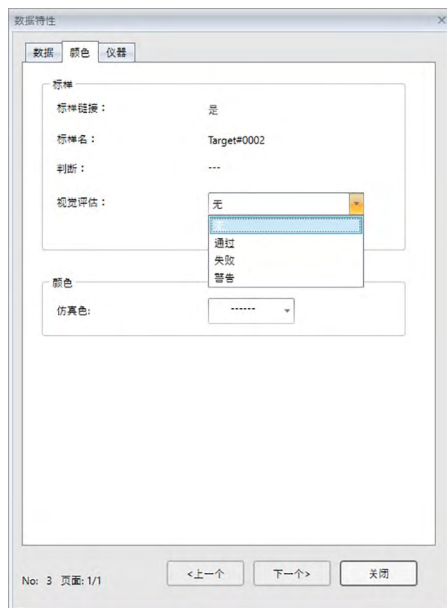 数据特性
数据 颜色 仪器
标样
标样链接： 是
标样名： Target#0002
判断： ---
视觉评估： 无
无
通过
失败
警告
颜色
仿真色: ------
No: 3 页面: 1/1
<上一个 下一个> 关闭